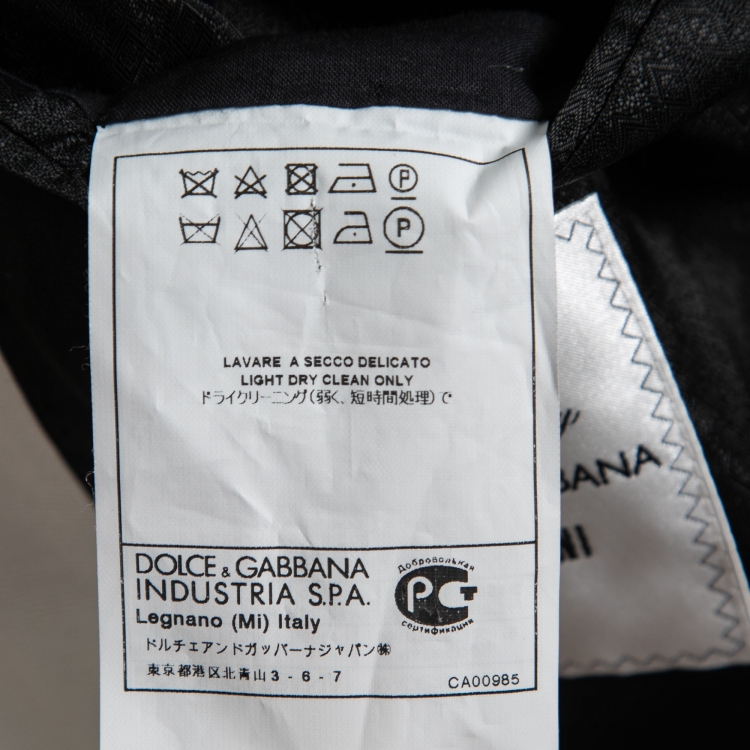 P
P
LAVARE A SECCO DELICATO
LIGHT DRY CLEAN ONLY
ドライクリーニング(弱く、短時間処理)で
DOLCE & GABBANA
INDUSTRIA S.P.A.
Legnano (Mi) Italy
Добровольная
РСТ
сертификация
ドルチェアンドガッバーナジャパン㈱
東京都港区北青山3-6-7
CA00985
BANA